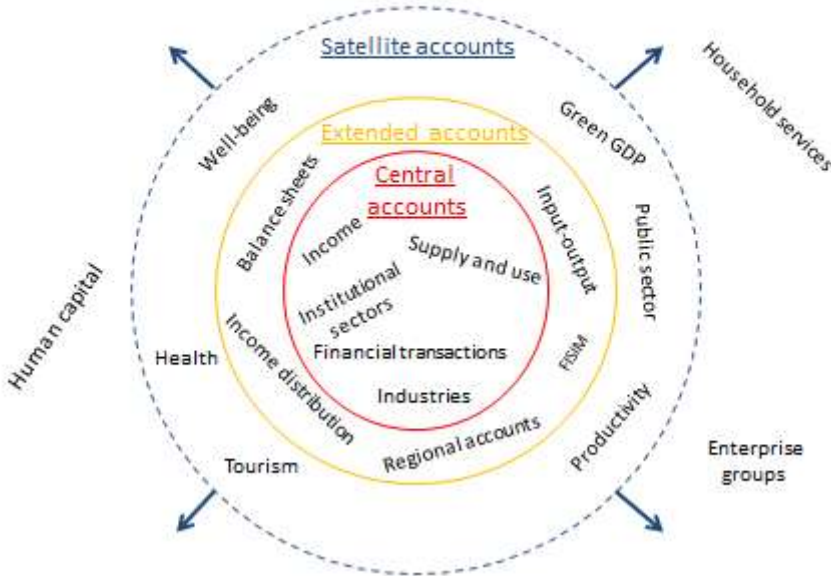 Satellite accounts
Household services
Well-being
Green GDP
Extended accounts
Balance sheets
Central
accounts
Income
Supply and use
Input-output
Public sector
Human capital
Institutional
sectors
Health
Income distribution
Financial transactions
FISIM
Industries
Regional accounts
Productivity
Tourism
Enterprise
groups